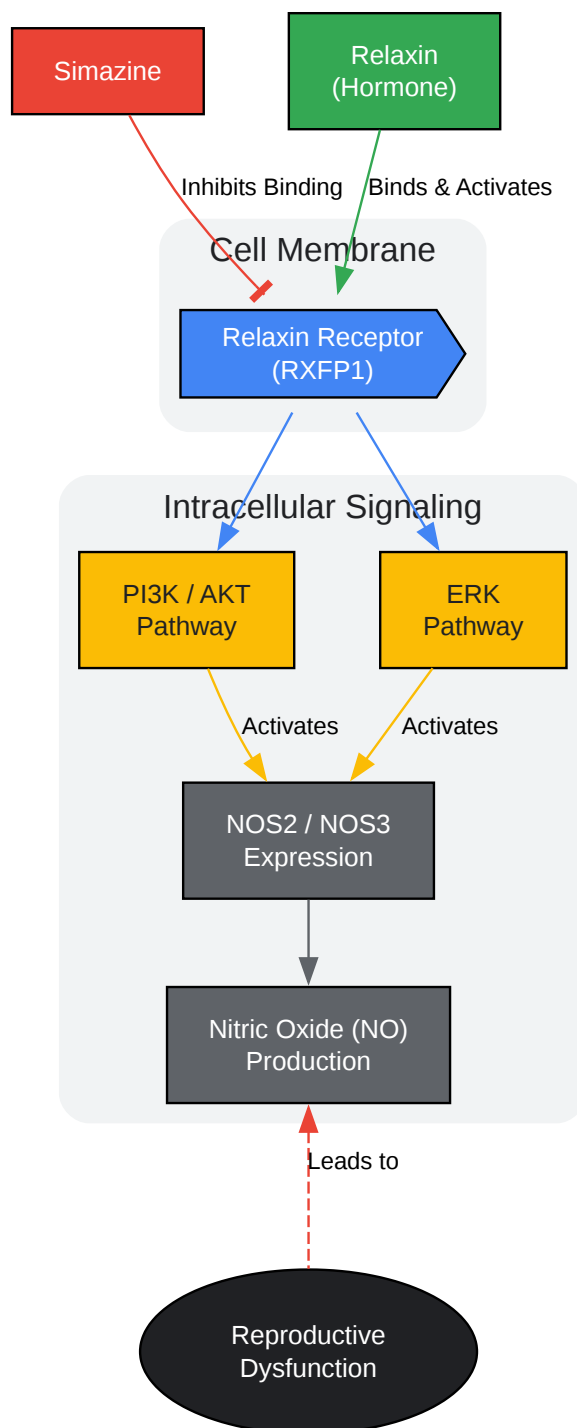 Simazine
Relaxin
(Hormone)
Inhibits Binding
Binds & Activates
Cell Membrane
Relaxin Receptor
(RXFP1)
Intracellular Signaling
PI3K / AKT
Pathway
ERK
Pathway
Activates
Activates
NOS2 / NOS3
Expression
Nitric Oxide (NO)
Production
Leads to
Reproductive
Dysfunction